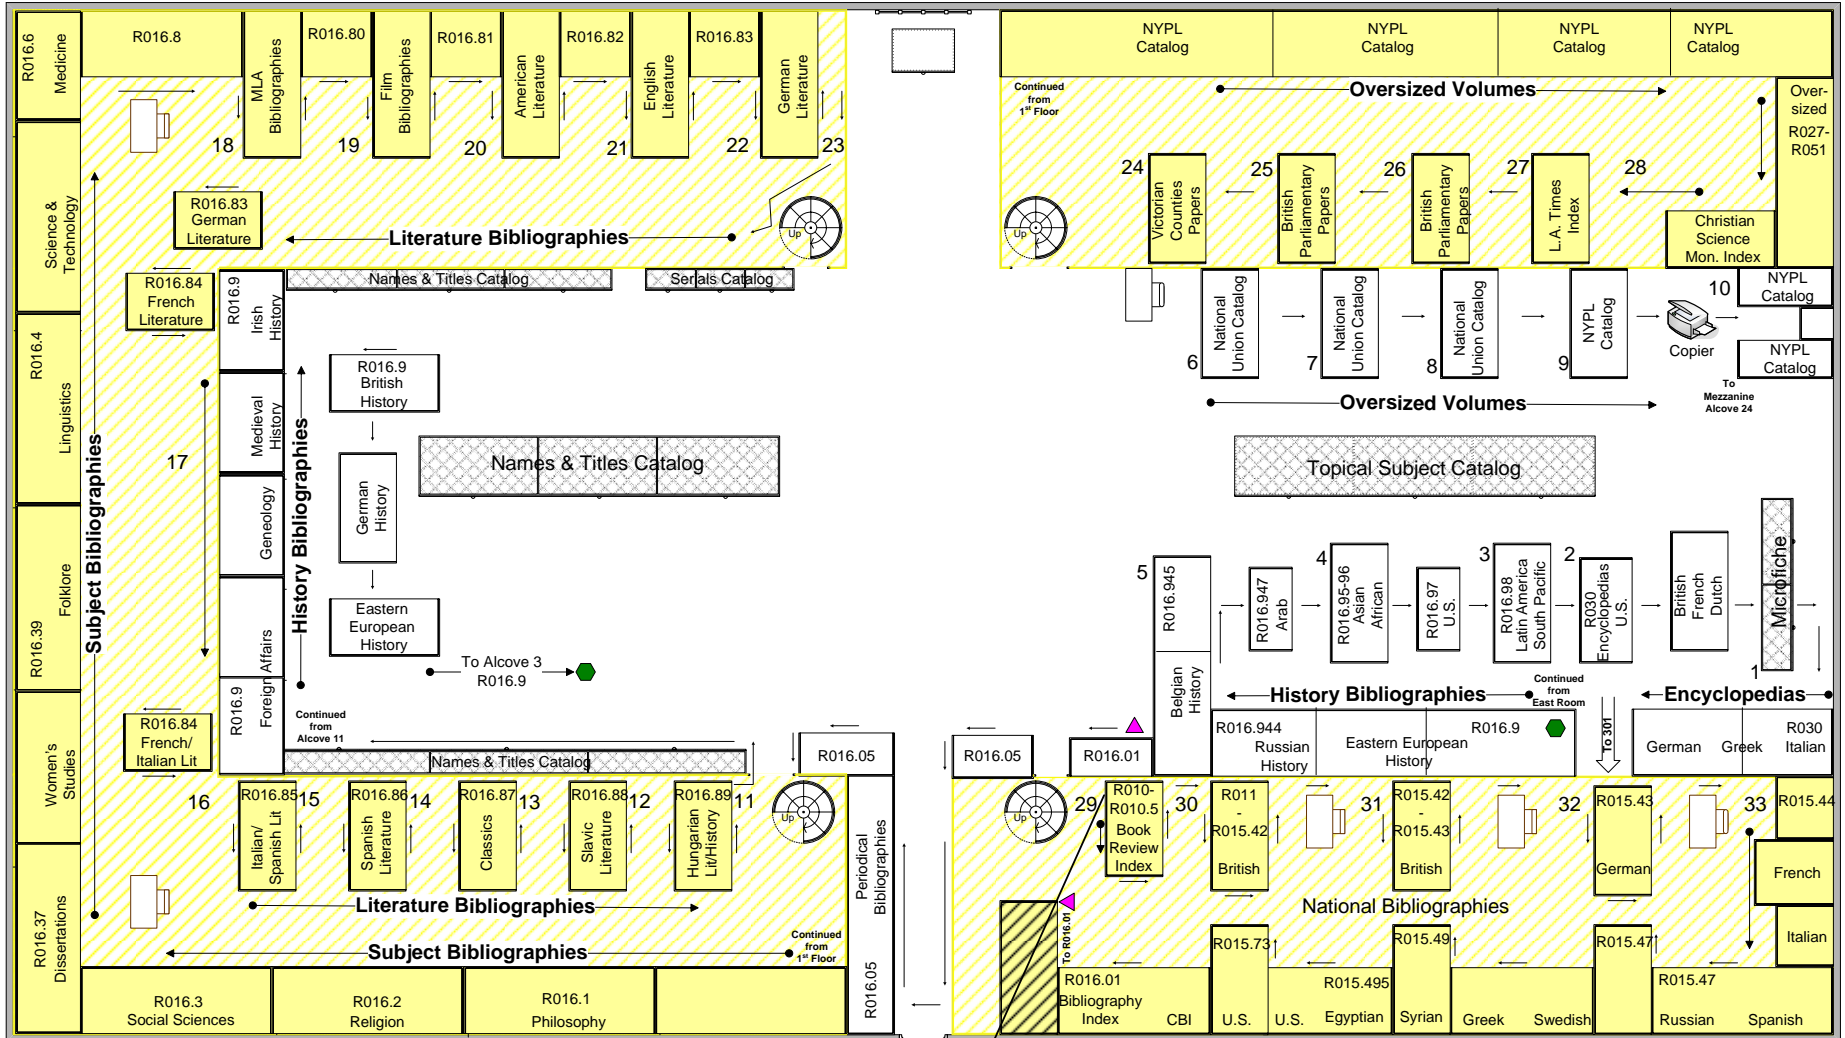 R016.6
Medicine
R016.8
MLA
Bibliographies
R016.80
Film
Bibliographies
R016.81
American
Literature
R016.82
English
Literature
R016.83
German
Literature
18
19
20
21
22
23
R016.83
German
Literature
Up
Literature Bibliographies
Science &
Technology
R016.84
French
Literature
R016.9
Irish
History
Names & Titles Catalog
Serials Catalog
R016.9
British
History
R016.4
Linguistics
Subject Bibliographies
17
Medieval
History
History Bibliographies
Names & Titles Catalog
German
History
Geneology
Folklore
R016.39
Eastern
European
History
To Alcove 3
R016.9
R016.9
Foreign Affairs
Continued
from
Alcove 11
R016.84
French/
Italian Lit
Women's
Studies
Names & Titles Catalog
R016.05
16
R016.85
Italian/
Spanish Lit
15
R016.86
Spanish
Literature
14
R016.87
Classics
13
R016.88
Slavic
Literature
12
R016.89
Hungarian
Lit/History
11
Up
Periodical
Bibliographies
R016.05
Literature Bibliographies
Subject Bibliographies
Continued
from
1st Floor
R016.37
Dissertations
R016.3
Social Sciences
R016.2
Religion
R016.1
Philosophy
NYPL
Catalog
NYPL
Catalog
NYPL
Catalog
NYPL
Catalog
Continued
from
1st Floor
Oversized Volumes
Over-
sized
R027-
R051
24
Victorian
Counties
Papers
25
British
Parliamentary
Papers
26
British
Parliamentary
Papers
27
L.A. Times
Index
28
Christian
Science
Mon. Index
Up
6
National
Union Catalog
7
National
Union Catalog
8
National
Union Catalog
9
NYPL
Catalog
10
NYPL
Catalog
Copier
NYPL
Catalog
To
Mezzanine
Alcove 24
Oversized Volumes
Topical Subject Catalog
5
R016.945
Belgian
History
R016.947
Arab
4
R016.95-96
Asian
African
R016.97
U.S.
3
R016.98
Latin America
South Pacific
2
R030
Encyclopedias
U.S.
British
French
Dutch
Microfiche
1
History Bibliographies
Continued
from
East Room
Encyclopedias
R016.05
R016.01
R016.944
Russian
History
Eastern European
History
R016.9
To 301
German
Greek
R030
Italian
Up
29
R010-
R010.5
Book
Review
Index
30
R011
-
R015.42
British
31
R015.42
-
R015.43
British
32
R015.43
German
33
R015.44
French
Italian
National Bibliographies
To R016.01
R016.01
Bibliography
Index
CBI
R015.73
U.S.
U.S.
R015.495
Egyptian
R015.49
Syrian
Greek
Swedish
R015.47
R015.47
Russian
Spanish